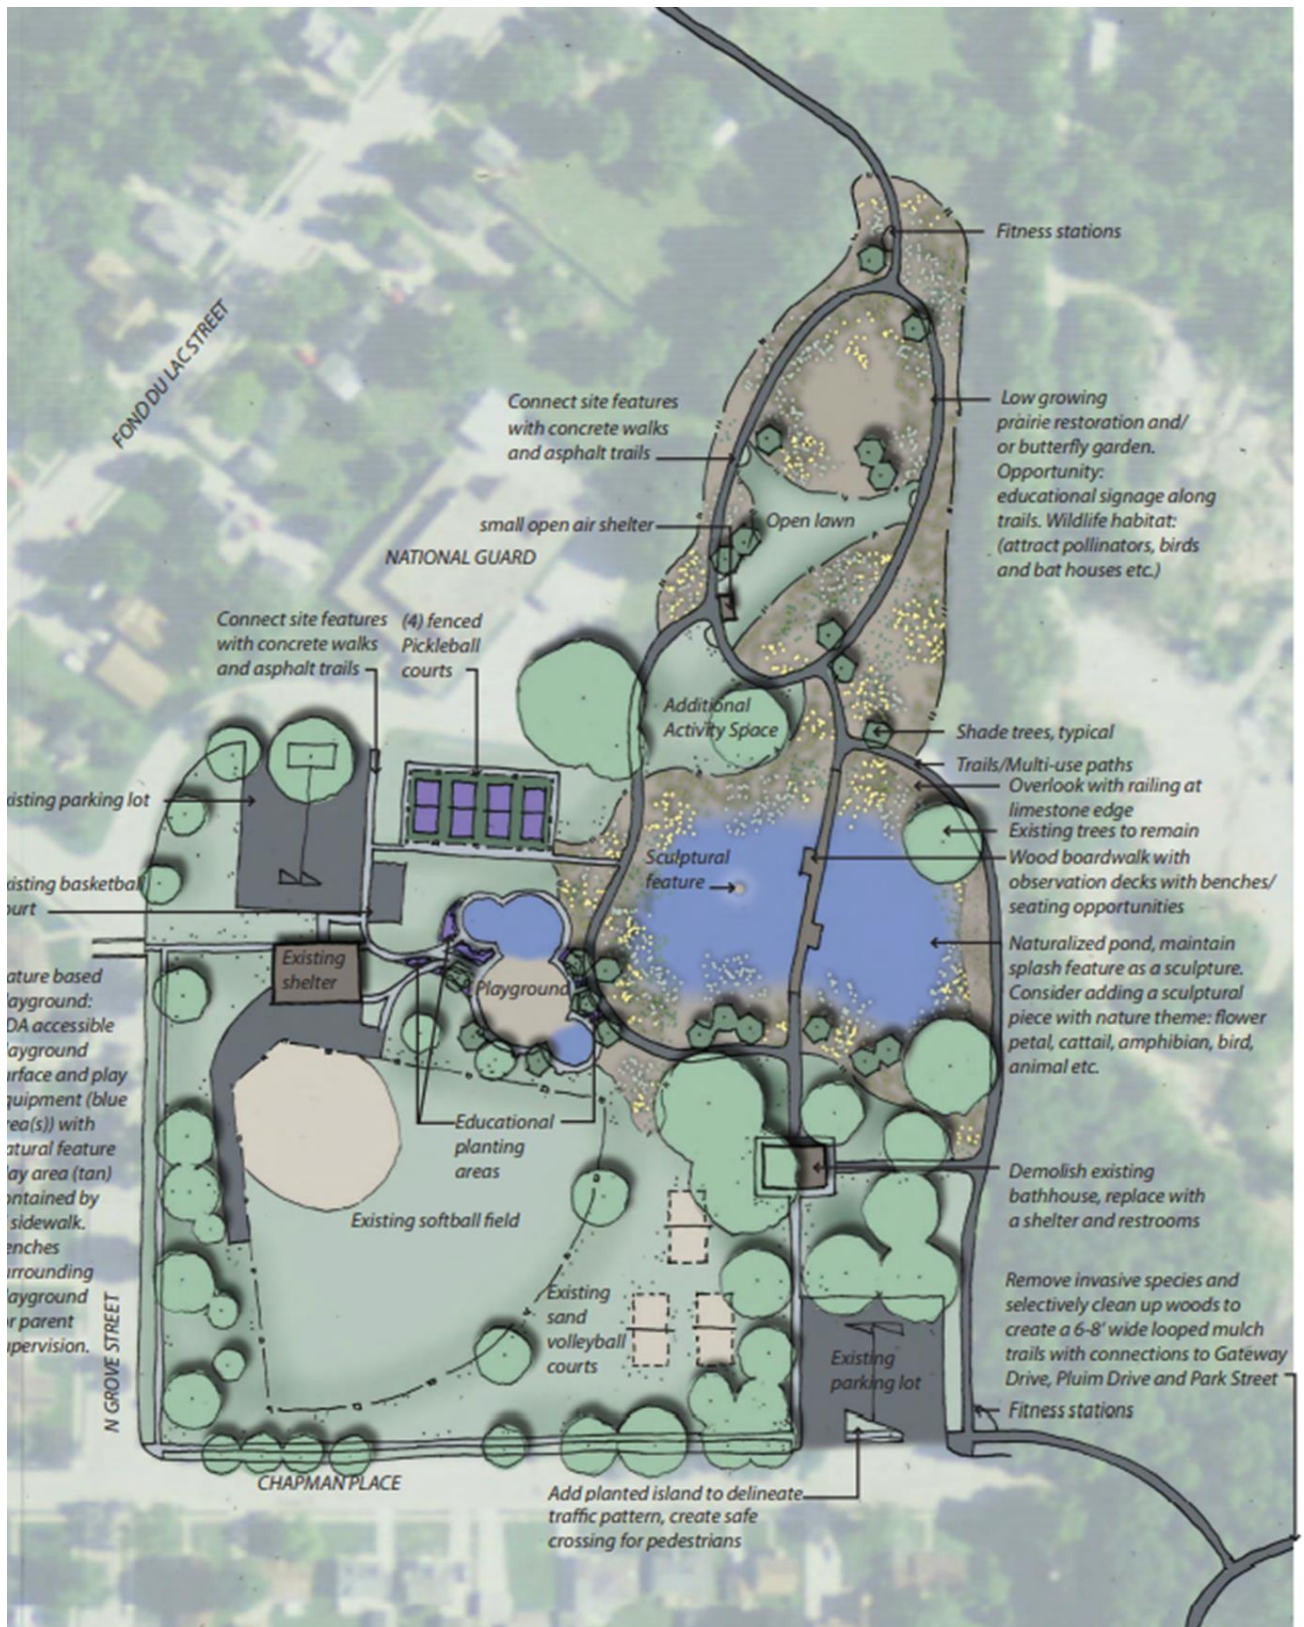 Fitness stations
FOND DU LAC STREET
Connect site features
with concrete walks
and asphalt trails
Low growing
prairie restoration and/
or butterfly garden.
Opportunity:
educational signage along
trails. Wildlife habitat:
(attract pollinators, birds
and bat houses etc.)
small open air shelter
Open lawn
NATIONAL GUARD
Connect site features
with concrete walks
and asphalt trails
(4) fenced
Pickleball
courts
Additional
Activity Space
Shade trees, typical
Trails/Multi-use paths
Overlook with railing at
limestone edge
Existing trees to remain
xisting parking lot
Sculptural
feature
Wood boardwalk with
observation decks with benches/
seating opportunities
xisting basketball
ourt
Naturalized pond, maintain
splash feature as a sculpture.
Consider adding a sculptural
piece with nature theme: flower
petal, cattail, amphibian, bird,
animal etc.
Existing
shelter
Playground
ature based
layground:
DA accessible
layground
urface and play
quipment (blue
rea(s)) with
atural feature
lay area (tan)
ontained by
sidewalk.
enches
urrounding
layground
or parent
upervision.
Educational
planting
areas
Demolish existing
bathhouse, replace with
a shelter and restrooms
Existing softball field
Existing
sand
volleyball
courts
Remove invasive species and
selectively clean up woods to
create a 6-8' wide looped mulch
trails with connections to Gateway
Drive, Pluim Drive and Park Street
Existing
parking lot
Fitness stations
N GROVE STREET
CHAPMAN PLACE
Add planted island to delineate
traffic pattern, create safe
crossing for pedestrians